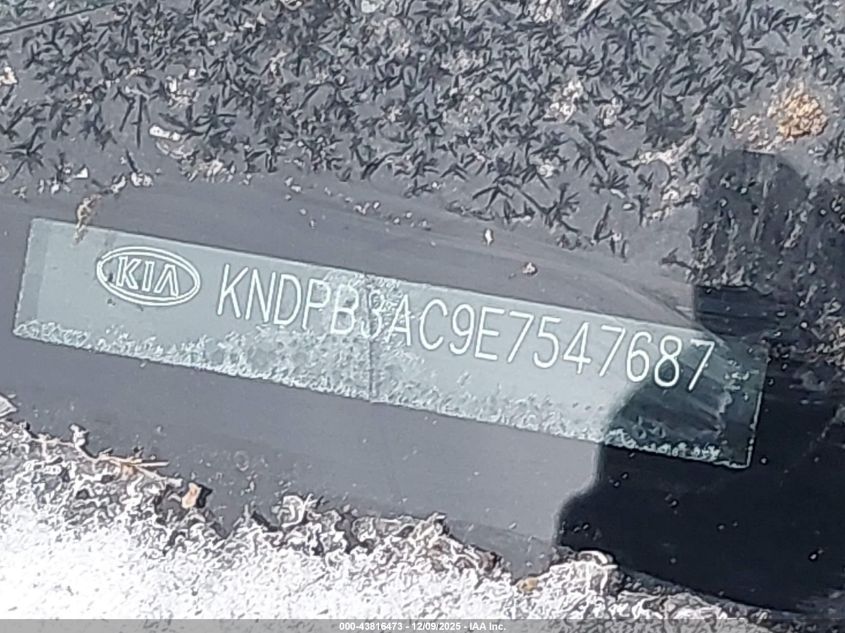 KIA KNDPB3AC9E7547687
000-43816473 - 12/09/2025 - IAA Inc.